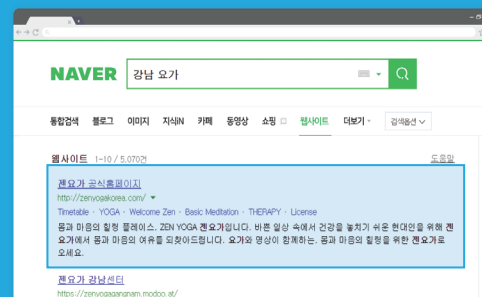 NAVER 강남 요가
통합검색 블로그 이미지 지식iN 카페 동영상 쇼핑 웹사이트 더보기 검색옵션
웹사이트 1-10 / 5,070건 도움말
젠요가 공식홈페이지
http://zenyogakorea.com/
Timetable · YOGA · Welcome Zen · Basic Meditation · THERAPY · License
몸과 마음의 힐링 플레이스, ZEN YOGA 젠요가입니다. 바쁜 일상 속에서 건강을 놓치기 쉬운 현대인을 위해 젠
요가에서 몸과 마음의 여유를 되찾아드립니다. 요가와 명상이 함께하는, 몸과 마음의 힐링을 위한 젠요가로
오세요.
젠요가 강남센터
https://zenyogagangnam.modoo.at/